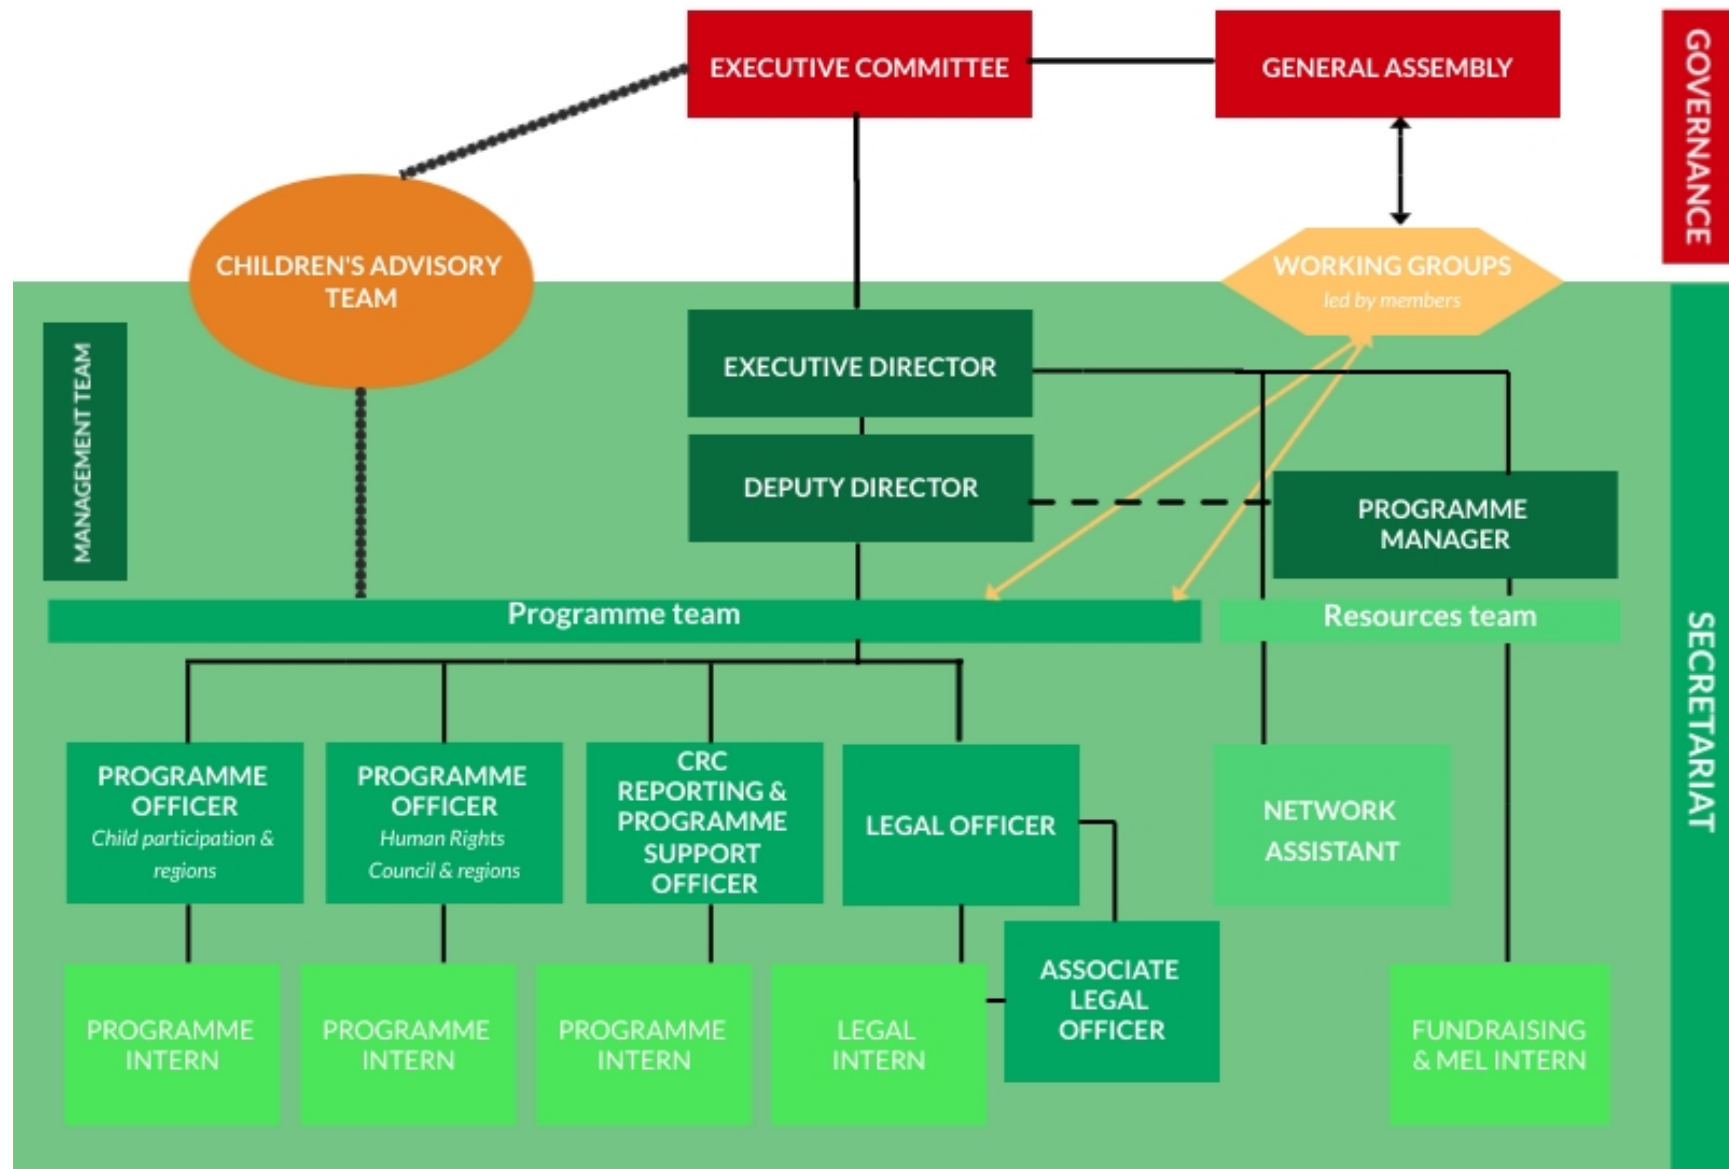 EXECUTIVE COMMITTEE
GENERAL ASSEMBLY
GOVERNANCE
CHILDREN'S ADVISORY
TEAM
WORKING GROUPS
led by members
MANAGEMENT TEAM
EXECUTIVE DIRECTOR
DEPUTY DIRECTOR
PROGRAMME
MANAGER
Programme team
Resources team
SECRETARIAT
PROGRAMME
OFFICER
Child participation &
regions
PROGRAMME
OFFICER
Human Rights
Council & regions
CRC
REPORTING &
PROGRAMME
SUPPORT
OFFICER
LEGAL OFFICER
NETWORK
ASSISTANT
PROGRAMME
INTERN
PROGRAMME
INTERN
PROGRAMME
INTERN
LEGAL
INTERN
ASSOCIATE
LEGAL
OFFICER
FUNDRAISING
& MEL INTERN